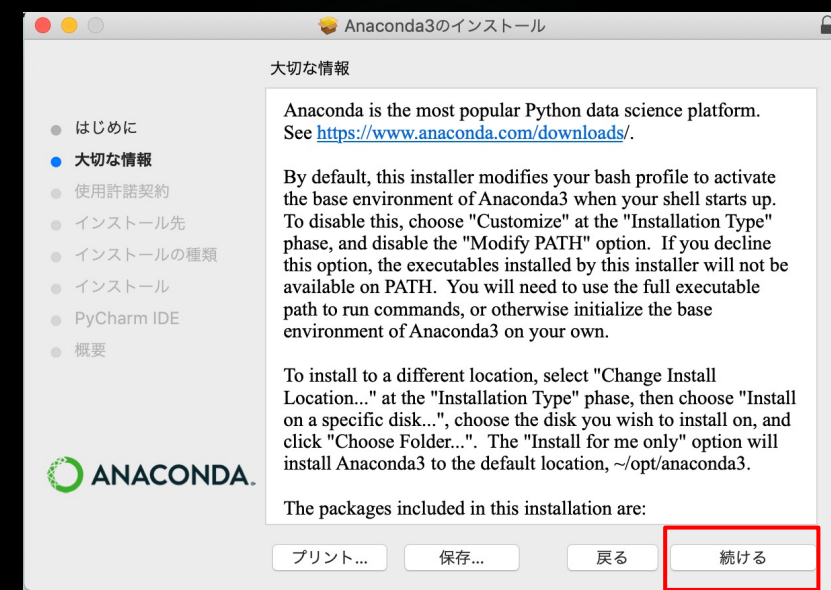 Anaconda3のインストール
大切な情報
はじめに
大切な情報
使用許諾契約
インストール先
インストールの種類
インストール
PyCharm IDE
概要
ANACONDA.
Anaconda is the most popular Python data science platform.
See https://www.anaconda.com/downloads/.
By default, this installer modifies your bash profile to activate
the base environment of Anaconda3 when your shell starts up.
To disable this, choose "Customize" at the "Installation Type"
phase, and disable the "Modify PATH" option.  If you decline
this option, the executables installed by this installer will not be
available on PATH.  You will need to use the full executable
path to run commands, or otherwise initialize the base
environment of Anaconda3 on your own.
To install to a different location, select "Change Install
Location..." at the "Installation Type" phase, then choose "Install
on a specific disk...", choose the disk you wish to install on, and
click "Choose Folder...".  The "Install for me only" option will
install Anaconda3 to the default location, ~/opt/anaconda3.
The packages included in this installation are:
プリント...
保存...
戻る
続ける